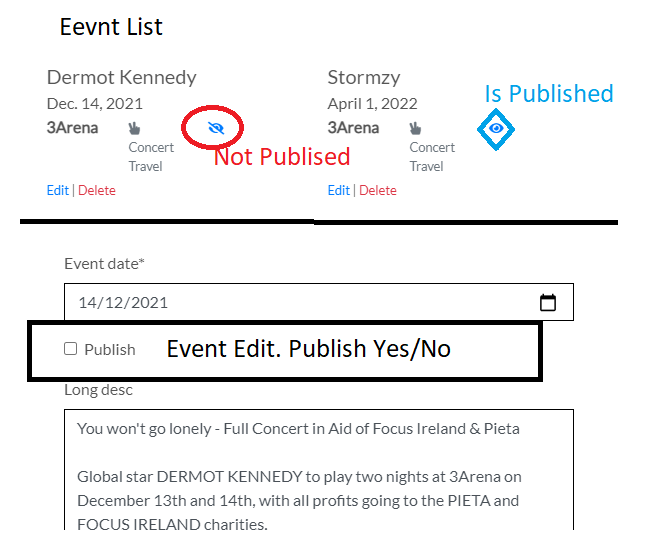 Eevnt List
Dermot Kennedy
Dec. 14, 2021
3Arena
Concert
Travel
Not Publised
Edit | Delete
Stormzy
Is Published
April 1, 2022
3Arena
Concert
Travel
Edit | Delete
Event date*
14/12/2021
Publish Event Edit. Publish Yes/No
Long desc
You won't go lonely - Full Concert in Aid of Focus Ireland & Pieta
Global star DERMOT KENNEDY to play two nights at 3Arena on
December 13th and 14th, with all profits going to the PIETA and
FOCUS IRELAND charities.